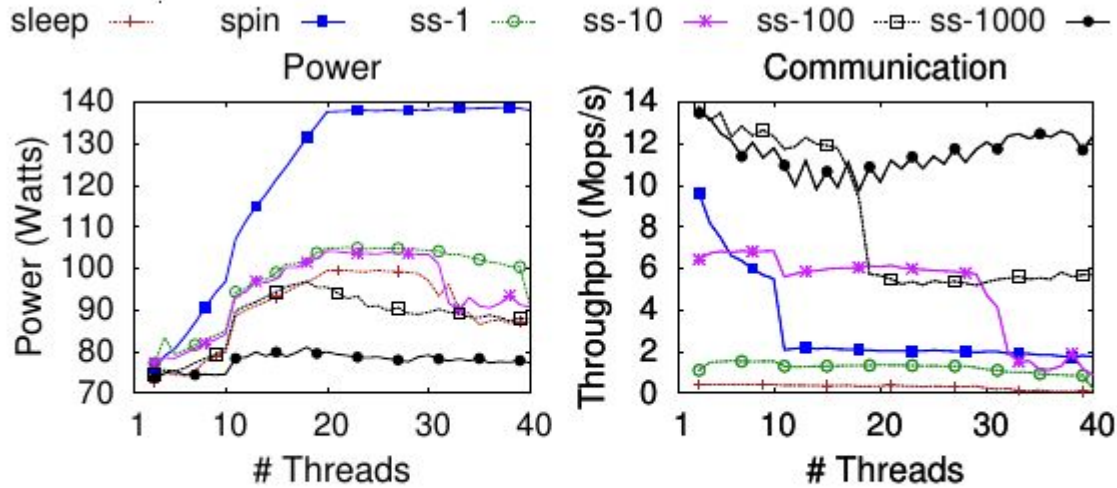 sleep spin ss-1 ss-10 ss-100 ss-1000
Power
Communication
Power (Watts)
140
130
120
110
100
90
80
70
1 10 20 30 40
# Threads
Throughput (Mops/s)
14
12
10
8
6
4
2
0
1 10 20 30 40
# Threads